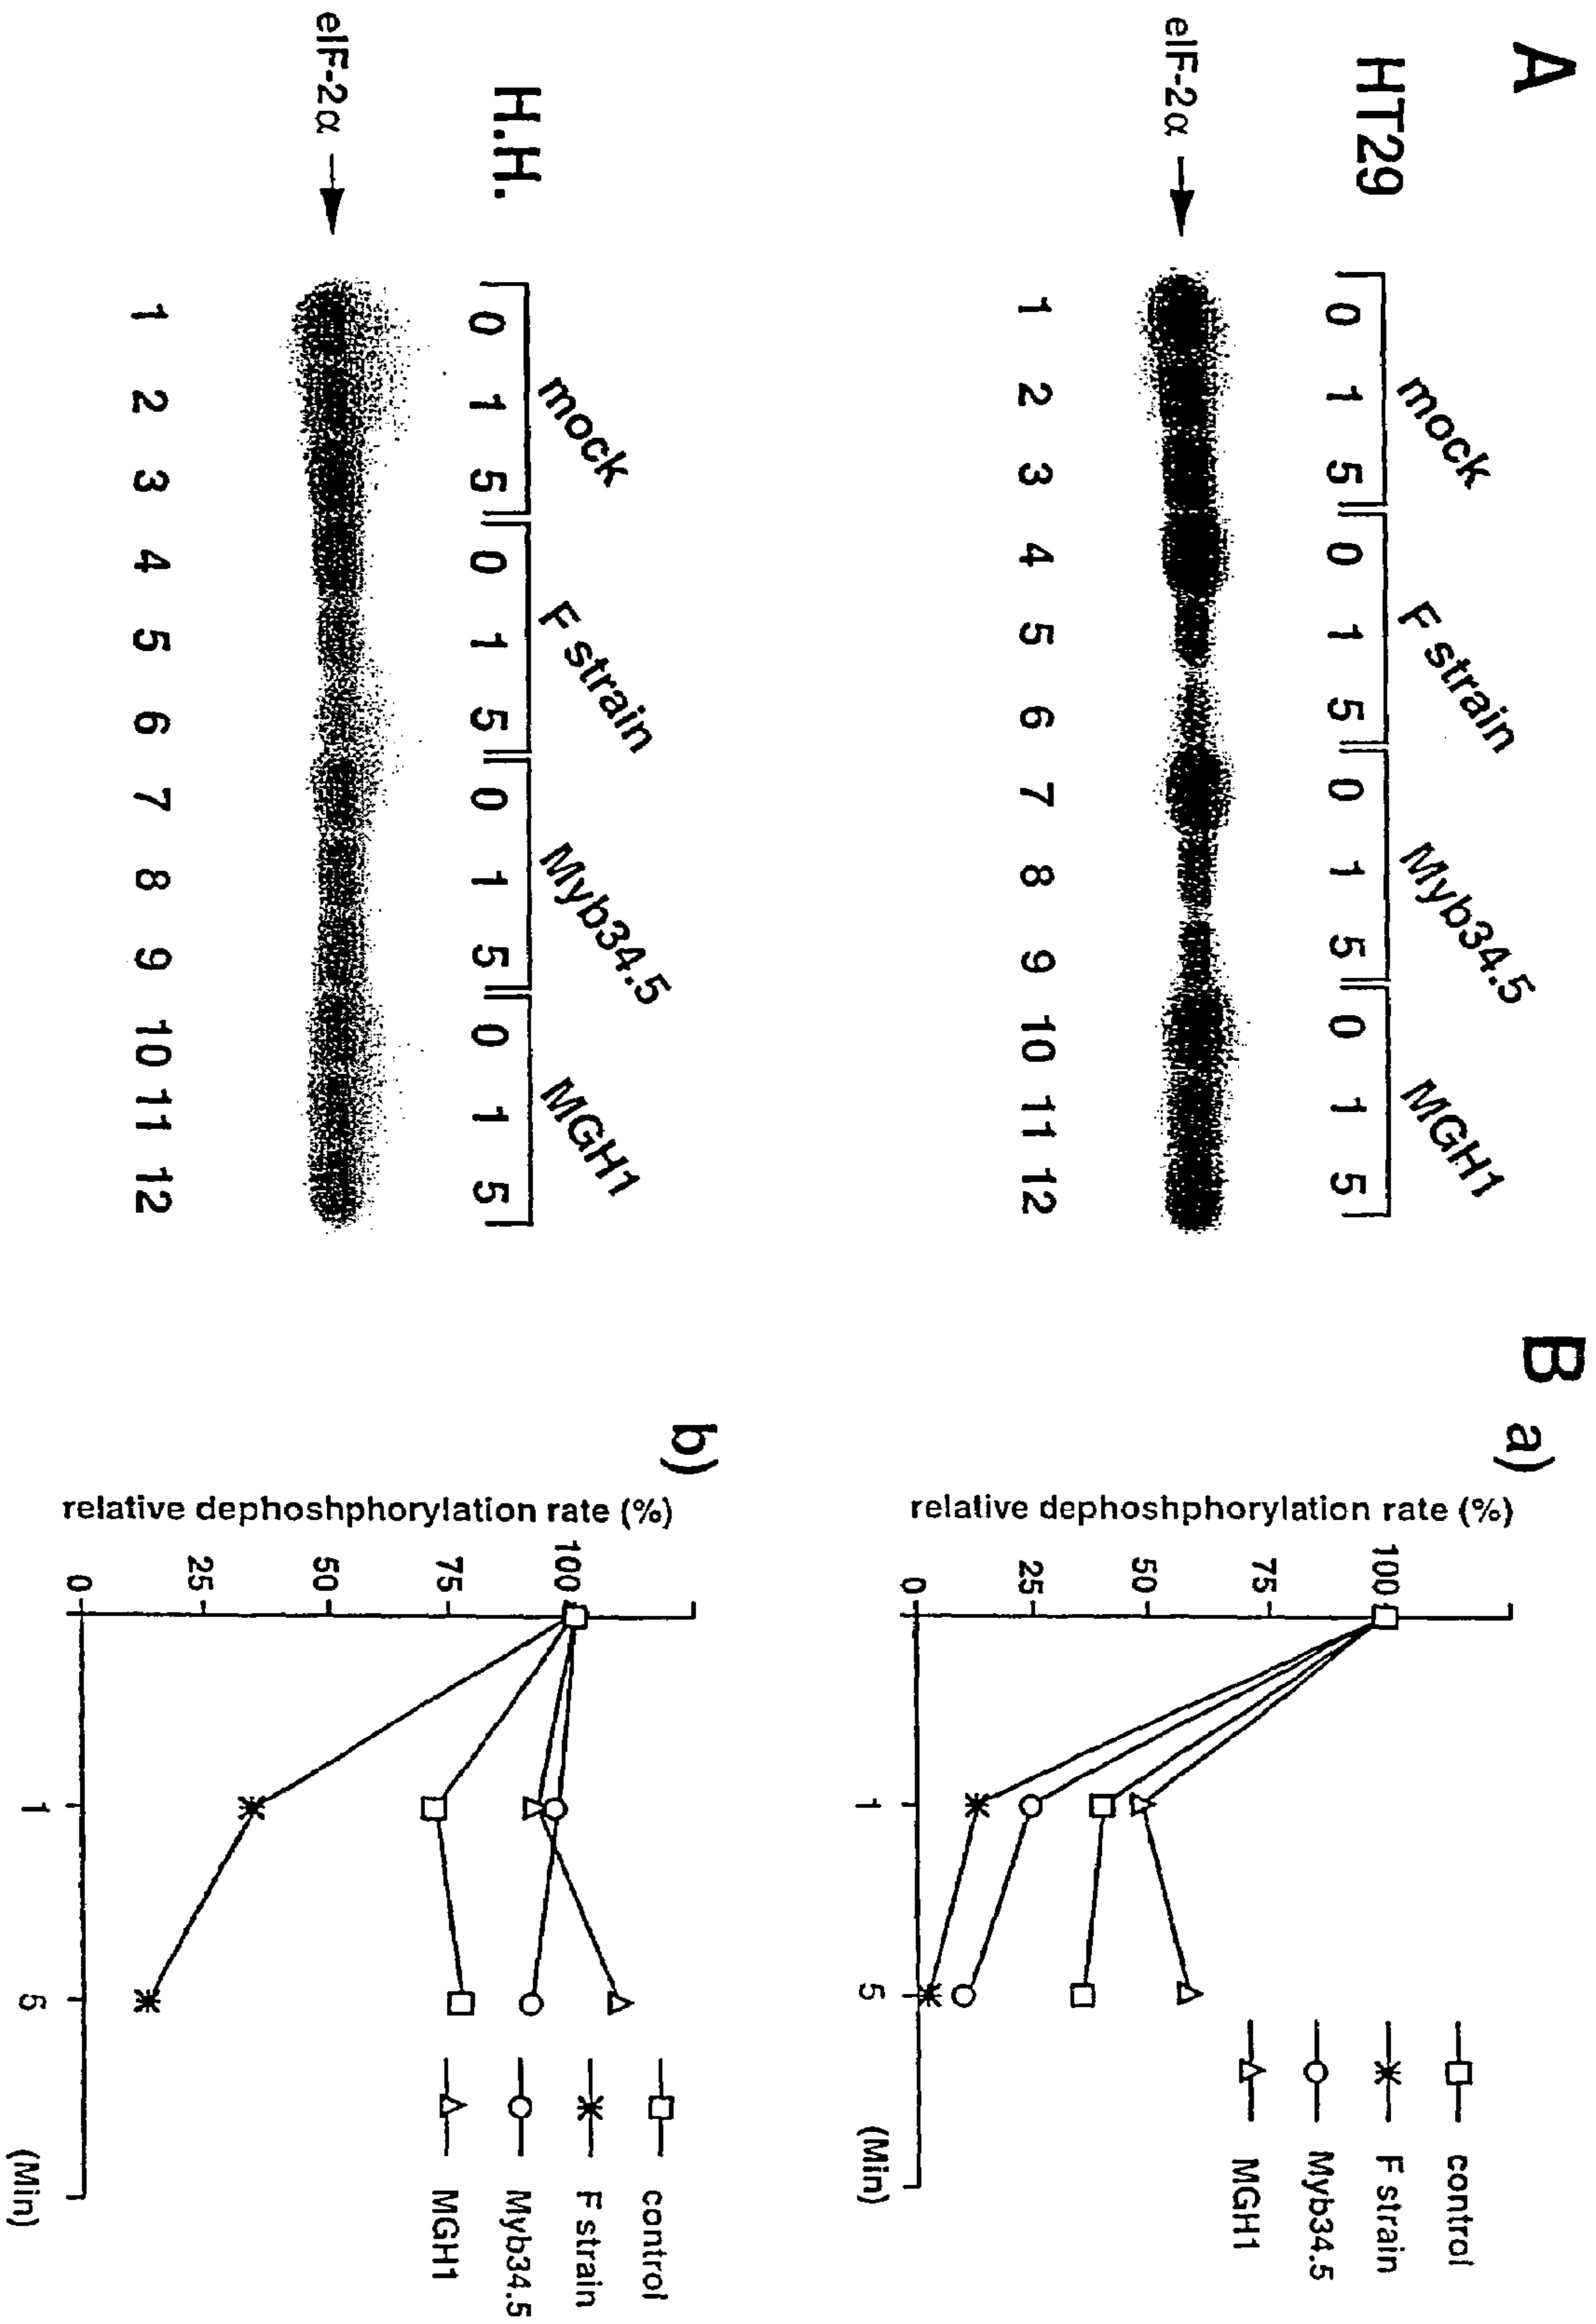 A
HT29
mock F strain Myb34.5 MGH1
0 1 5 0 1 5 0 1 5 0 1 5
eIF-2α
1 2 3 4 5 6 7 8 9 10 11 12
H.H.
mock F strain Myb34.5 MGH1
0 1 5 0 1 5 0 1 5 0 1 5
eIF-2α
1 2 3 4 5 6 7 8 9 10 11 12
B
a)
relative dephoshphorylation rate (%)
100
75
50
25
0
1 5 (Min)
control
F strain
Myb34.5
MGH1
b)
relative dephoshphorylation rate (%)
100
75
50
25
0
1 5 (Min)
control
F strain
Myb34.5
MGH1